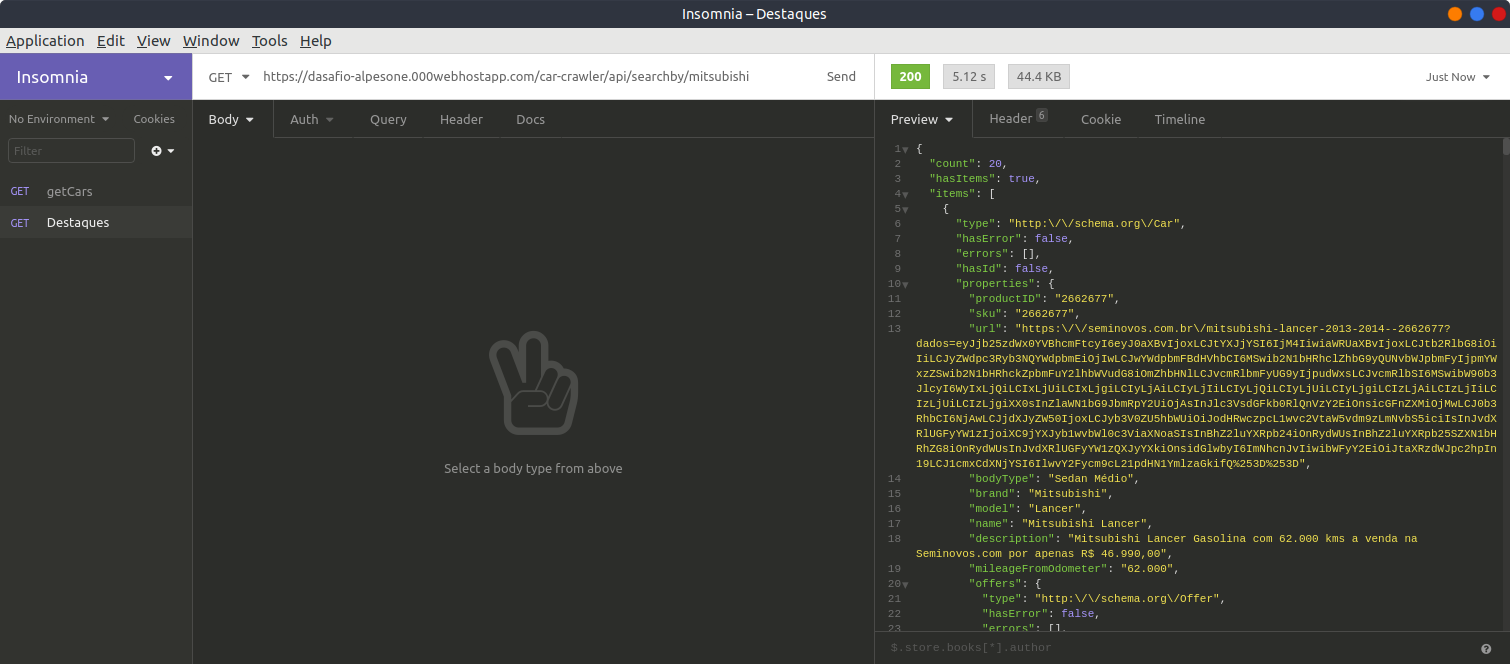 Insomnia – Destaques
Application Edit View Window Tools Help
Insomnia
GET https://dasafio-alpesone.000webhostapp.com/car-crawler/api/searchby/mitsubishi Send
200 5.12 s 44.4 KB Just Now
No Environment Cookies
Filter
GET getCars
GET Destaques
Body Auth Query Header Docs
Select a body type from above
Preview Header 6 Cookie Timeline
1 {
2 "count": 20,
3 "hasItems": true,
4 "items": [
5 {
6 "type": "http:\/\/schema.org\/Car",
7 "hasError": false,
8 "errors": [],
9 "hasId": false,
10 "properties": {
11 "productID": "2662677",
12 "sku": "2662677",
13 "url": "https:\/\/seminovos.com.br\/mitsubishi-lancer-2013-2014--2662677?
14 "bodyType": "Sedan Médio",
15 "brand": "Mitsubishi",
16 "model": "Lancer",
17 "name": "Mitsubishi Lancer",
18 "description": "Mitsubishi Lancer Gasolina com 62.000 kms a venda na
Seminovos.com por apenas R$ 46.990,00",
19 "mileageFromOdometer": "62.000",
20 "offers": {
21 "type": "http:\/\/schema.org\/Offer",
22 "hasError": false,
23 "errors": [],
$.store.books[*].author